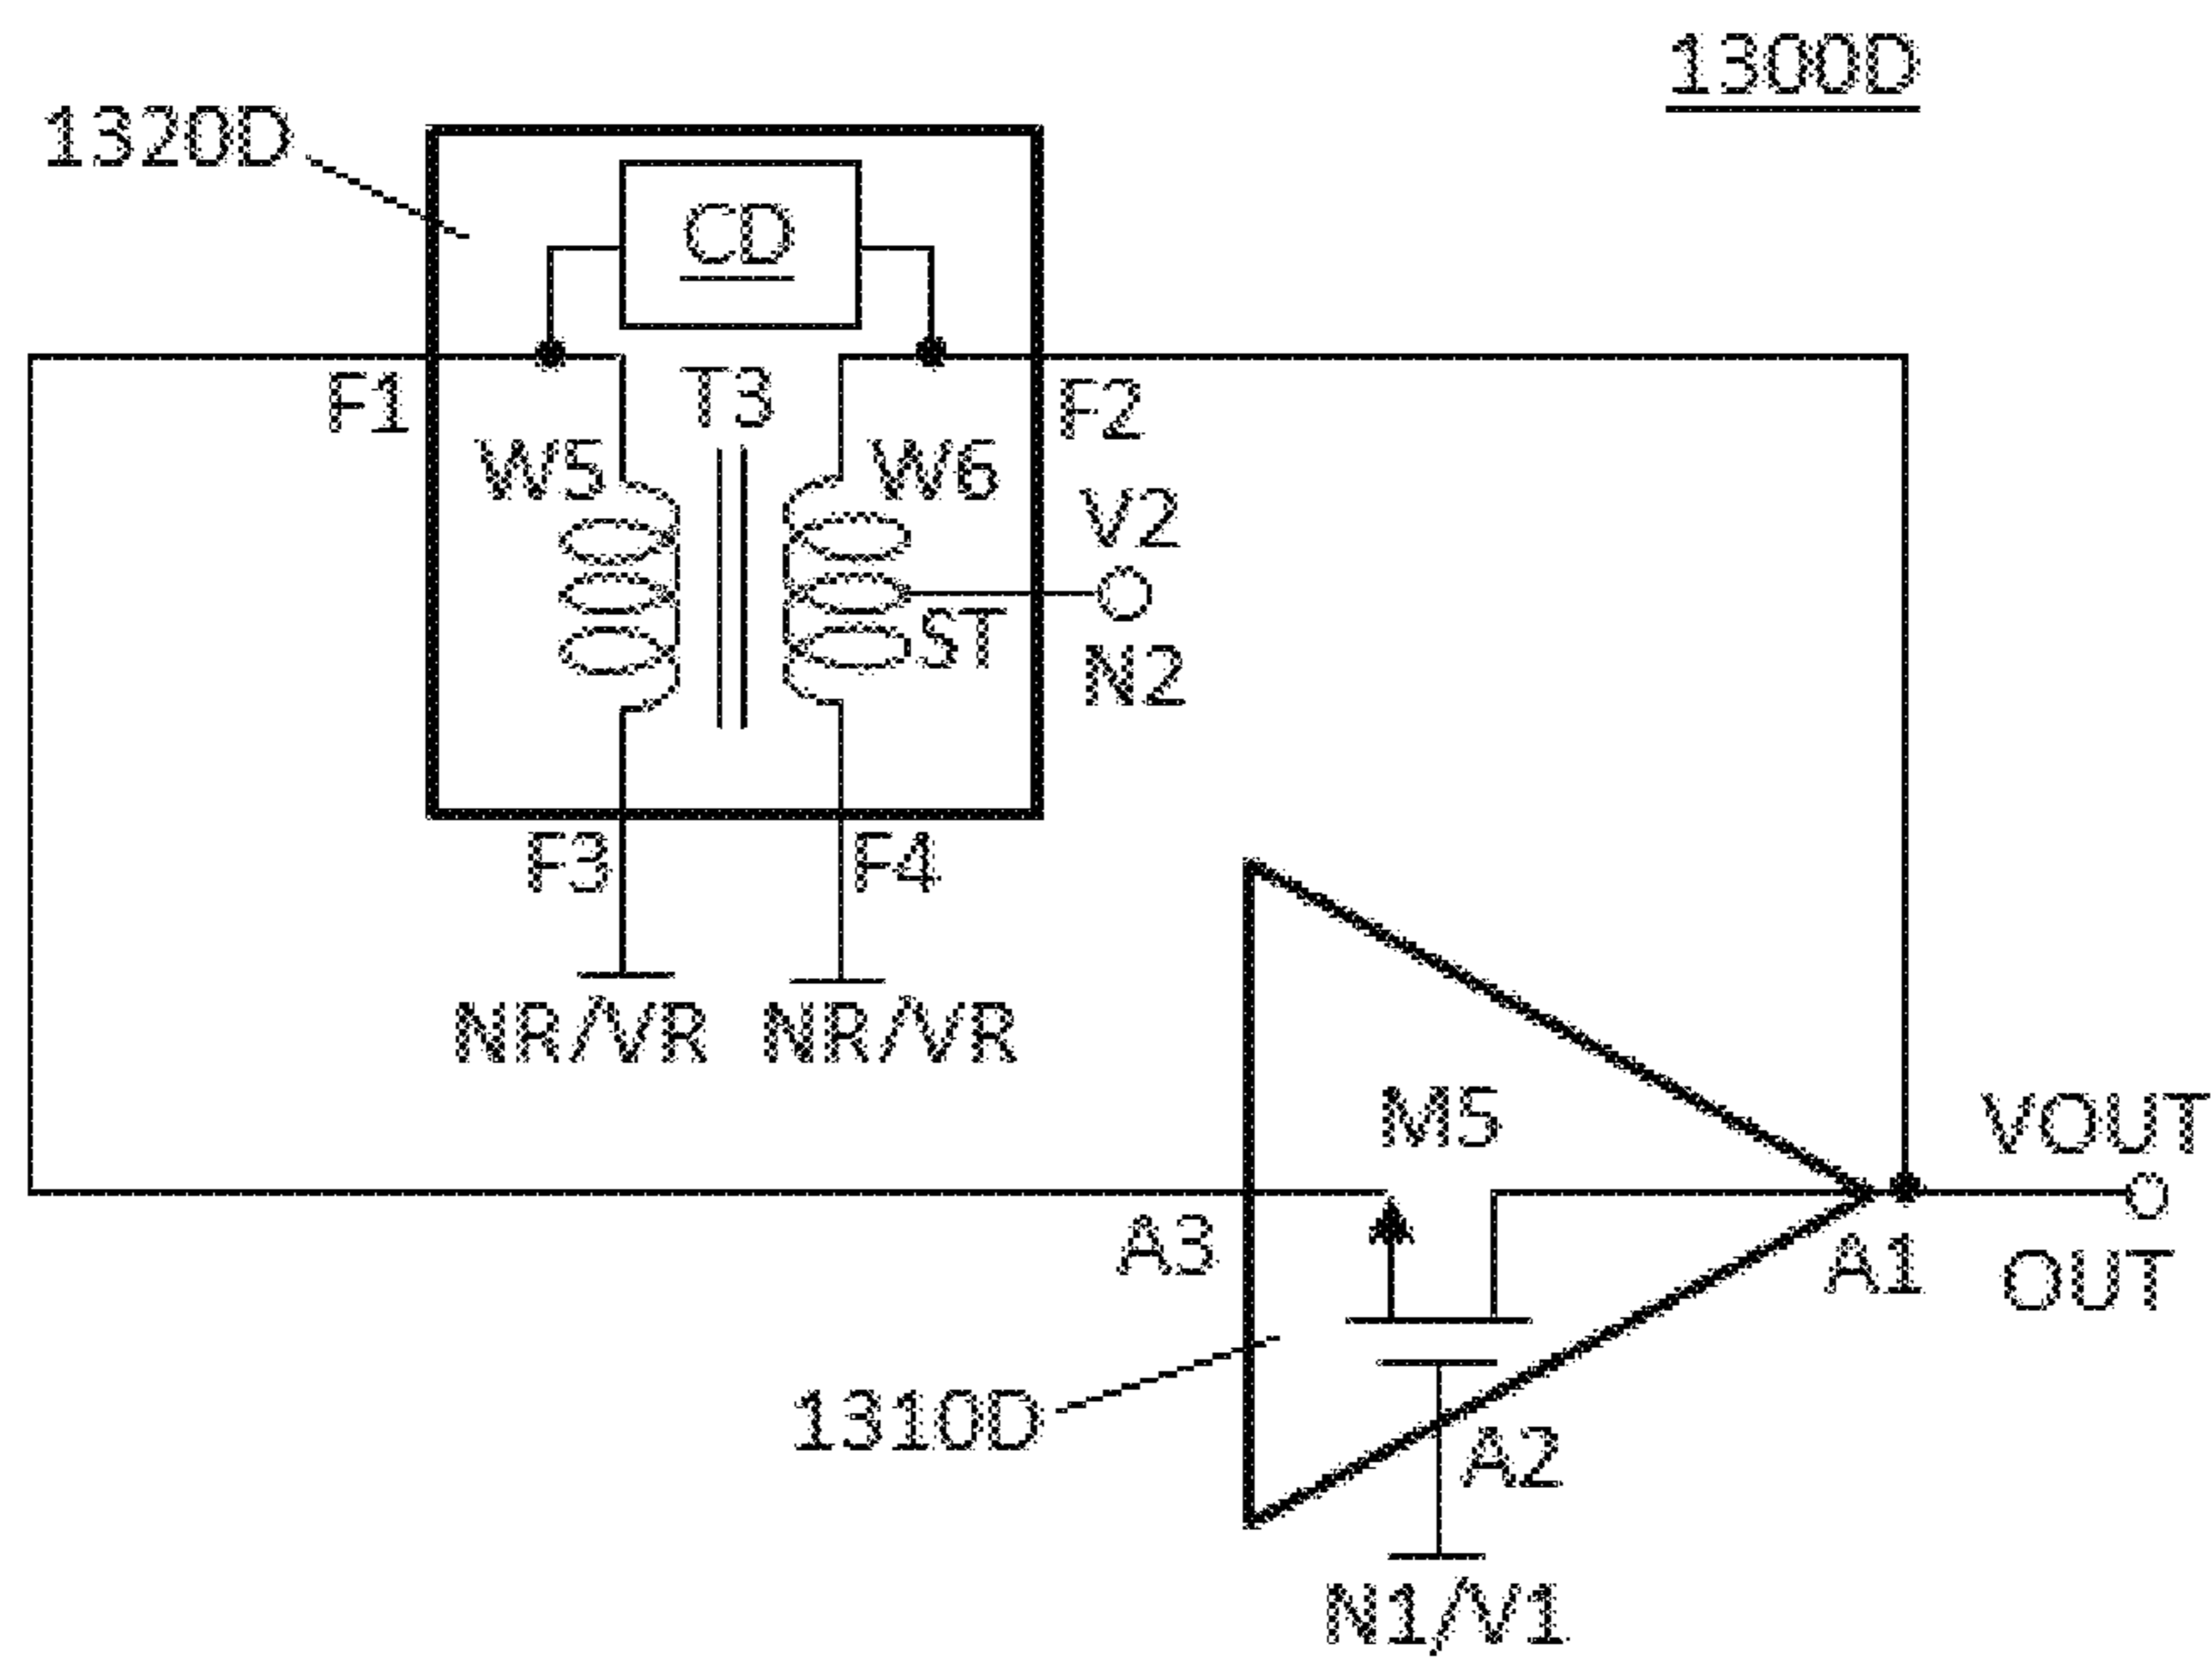 1300D
1320D
CD
F1
T3
F2
W5
W6
V2
ST
N2
F3
F4
NR/VR
NR/VR
M5
VOUT
A3
A1
OUT
1310D
A2
N1/V1